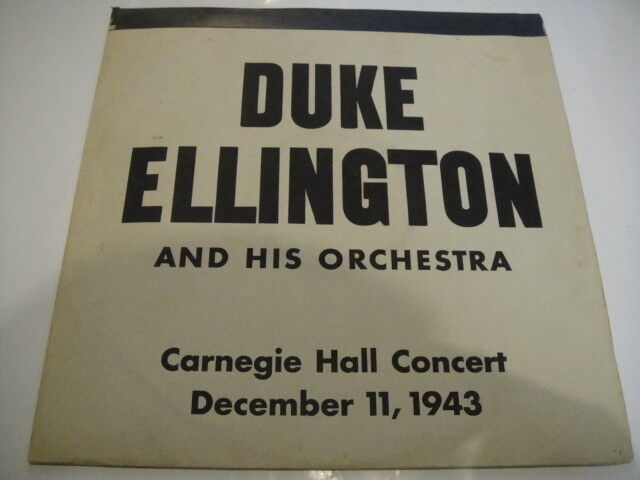 DUKE
ELLINGTON
AND HIS ORCHESTRA
Carnegie Hall Concert
December 11, 1943